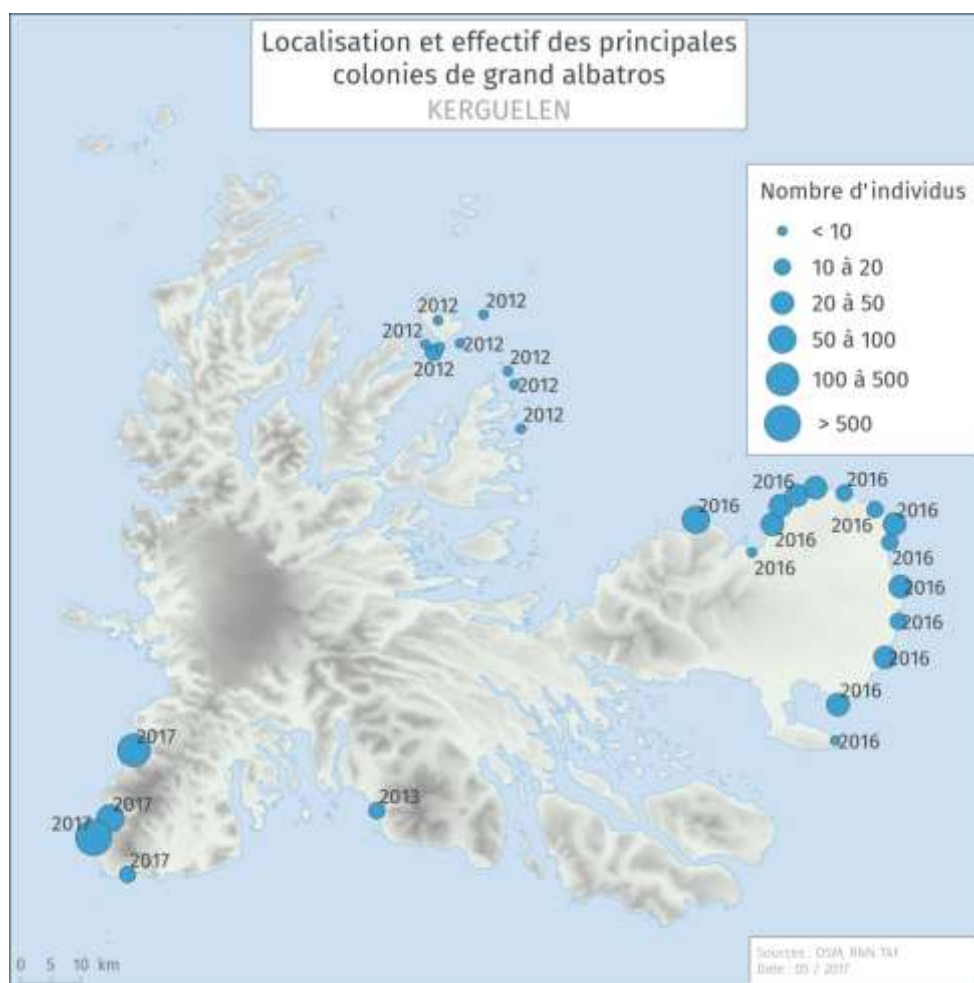 Localisation et effectif des principales
colonies de grand albatros
KERGUELEN
Nombre d'individus
< 10
10 à 20
20 à 50
50 à 100
100 à 500
> 500
2012
2012
2012
2012
2012
2012
2012
2012
2016
2016
2016
2016
2016
2016
2016
2016
2016
2016
2016
2016
2016
2017
2017
2017
2017
2013
0 5 10 km
Sources : OSM, RNN TAF
Date : 05 / 2017